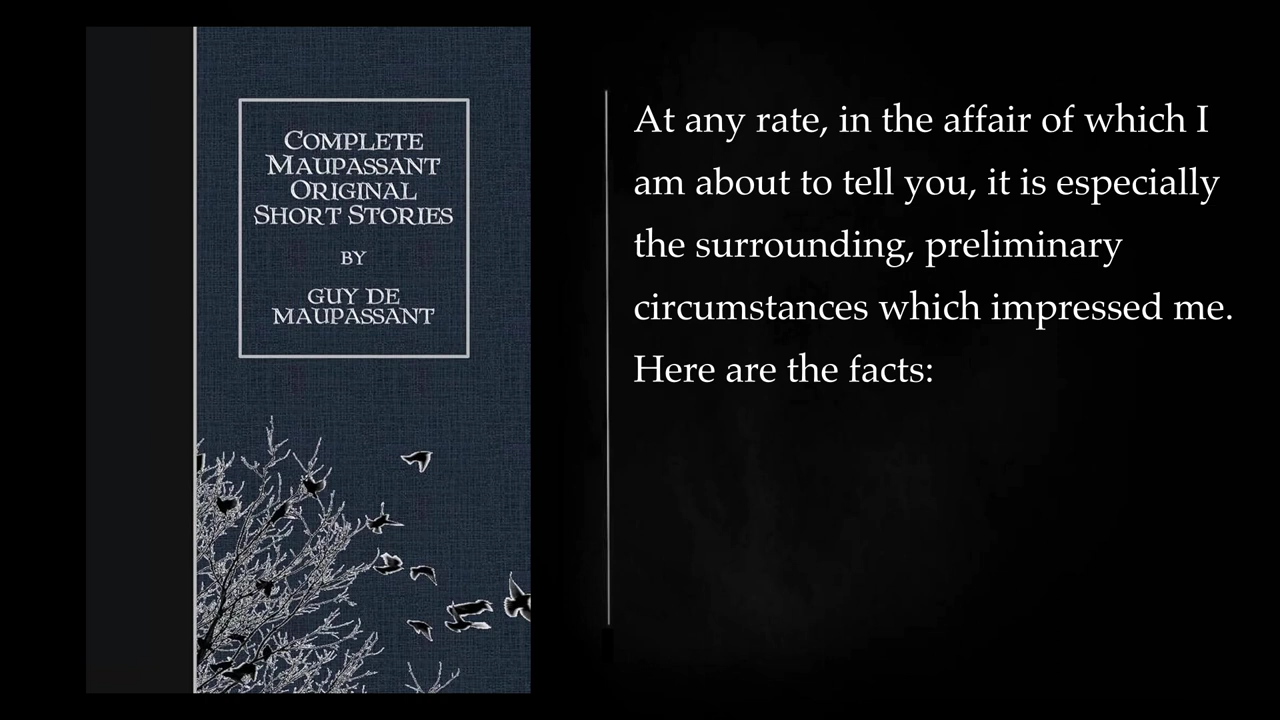 COMPLETE
MAUPASSANT
ORIGINAL
SHORT STORIES
BY
GUY DE
MAUPASSANT
At any rate, in the affair of which I
am about to tell you, it is especially
the surrounding, preliminary
circumstances which impressed me.
Here are the facts: